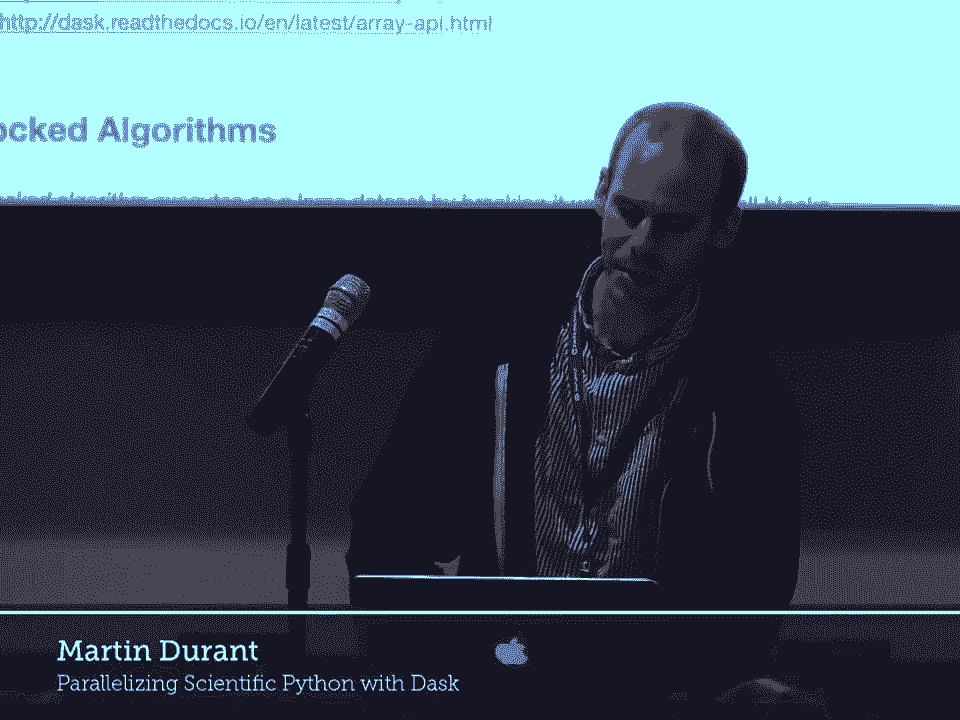 http://dask.readthedocs.io/en/latest/array-api.html
ocked Algorithms
Martin Durant
Parallelizing Scientific Python with Dask